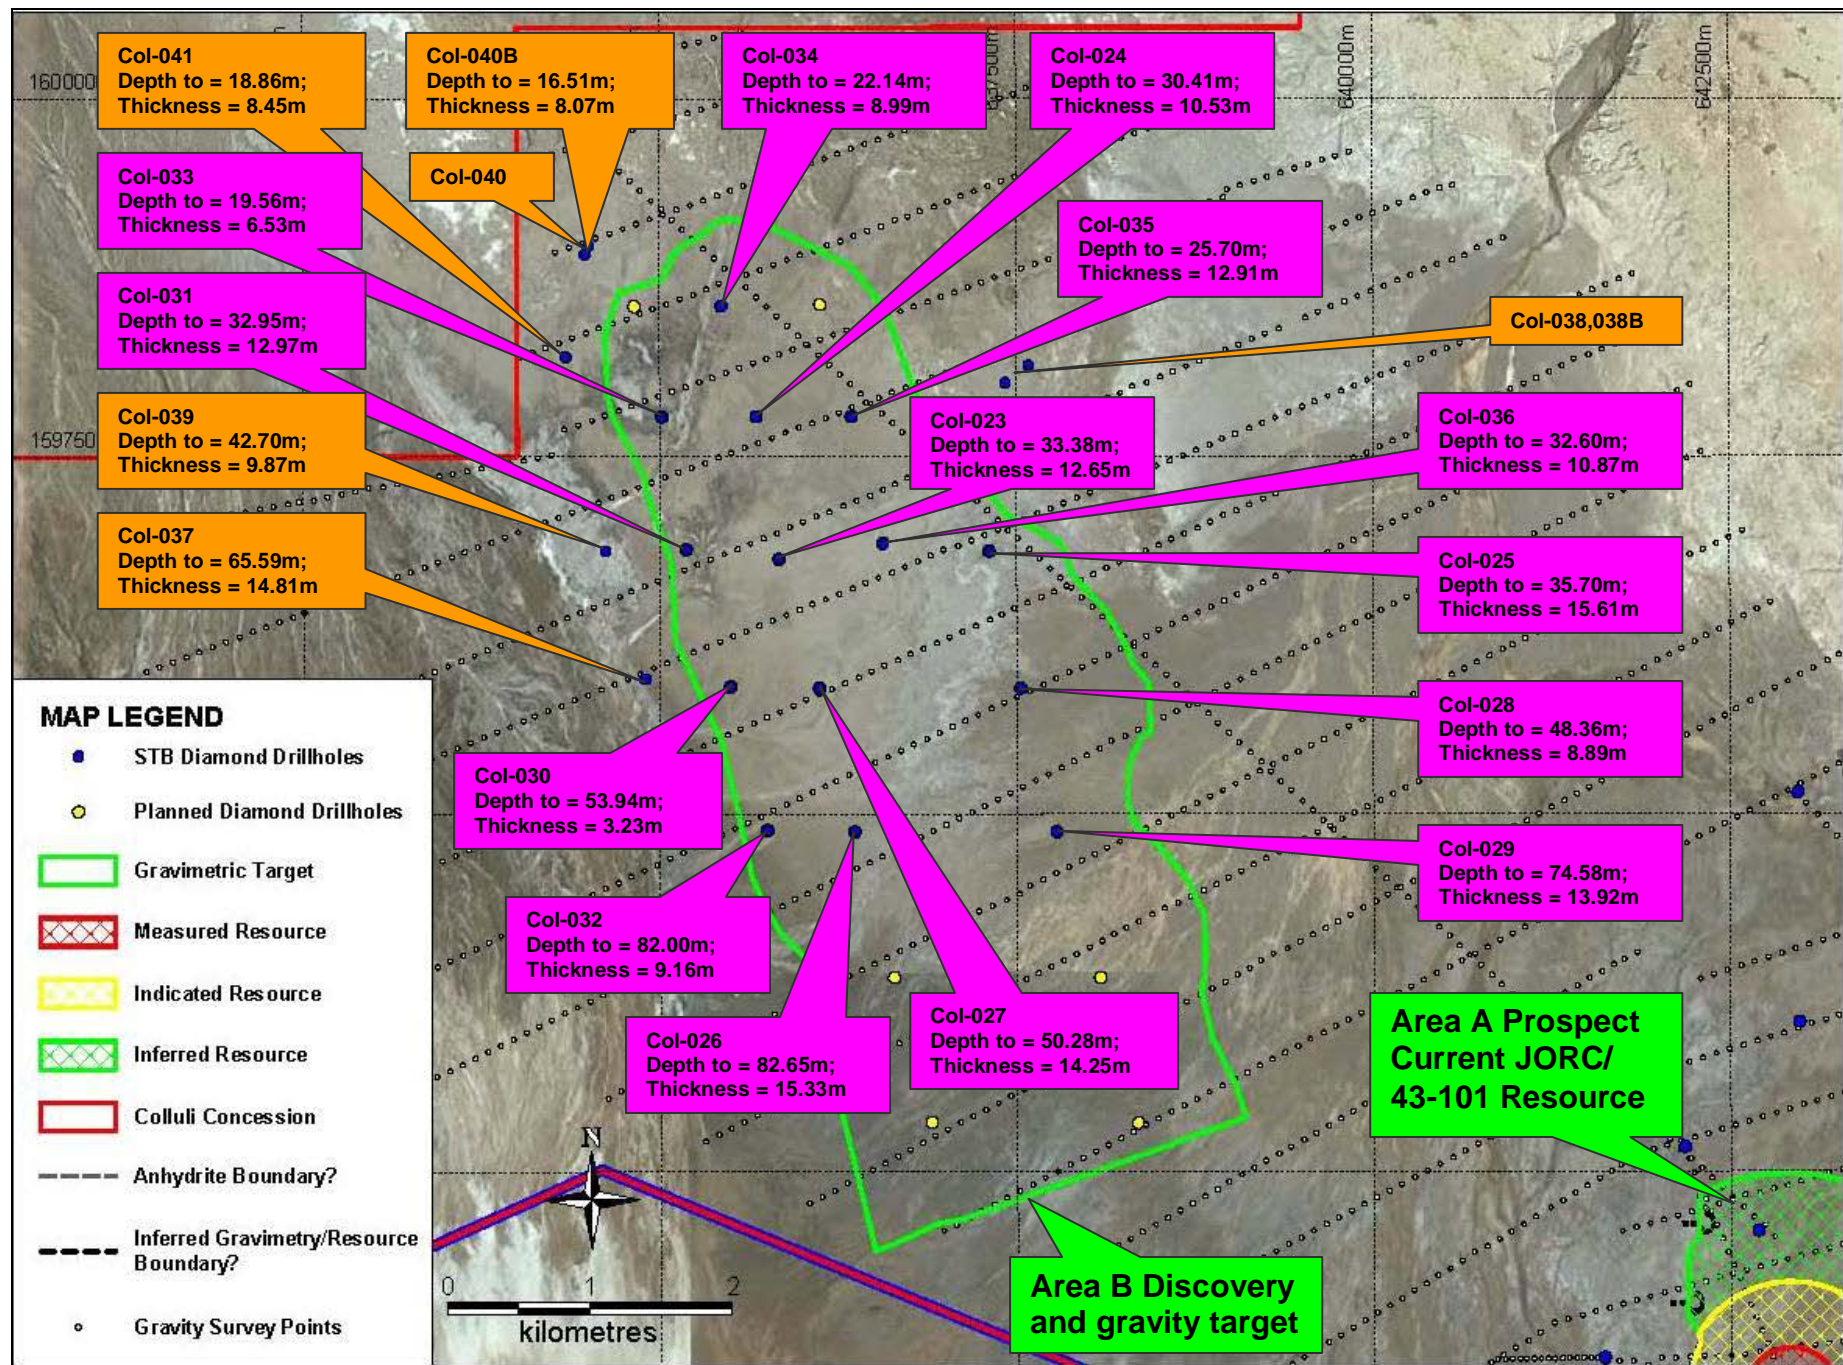 Col-041
Depth to = 18.86m;
Thickness = 8.45m
Col-040B
Depth to = 16.51m;
Thickness = 8.07m
Col-034
Depth to = 22.14m;
Thickness = 8.99m
Col-024
Depth to = 30.41m;
Thickness = 10.53m
640000m
642500m
160000
Col-033
Depth to = 19.56m;
Thickness = 6.53m
Col-040
Col-035
Depth to = 25.70m;
Thickness = 12.91m
Col-031
Depth to = 32.95m;
Thickness = 12.97m
Col-038,038B
Col-039
Depth to = 42.70m;
Thickness = 9.87m
159750
Col-023
Depth to = 33.38m;
Thickness = 12.65m
Col-036
Depth to = 32.60m;
Thickness = 10.87m
Col-037
Depth to = 65.59m;
Thickness = 14.81m
Col-025
Depth to = 35.70m;
Thickness = 15.61m
Col-028
Depth to = 48.36m;
Thickness = 8.89m
Col-030
Depth to = 53.94m;
Thickness = 3.23m
Col-029
Depth to = 74.58m;
Thickness = 13.92m
Col-032
Depth to = 82.00m;
Thickness = 9.16m
Col-026
Depth to = 82.65m;
Thickness = 15.33m
Col-027
Depth to = 50.28m;
Thickness = 14.25m
Area A Prospect
Current JORC/
43-101 Resource
Area B Discovery
and gravity target
MAP LEGEND
STB Diamond Drillholes
Planned Diamond Drillholes
Gravimetric Target
Measured Resource
Indicated Resource
Inferred Resource
Colluli Concession
Anhydrite Boundary?
Inferred Gravimetry/Resource
Boundary?
Gravity Survey Points
N
0 1 2
kilometres